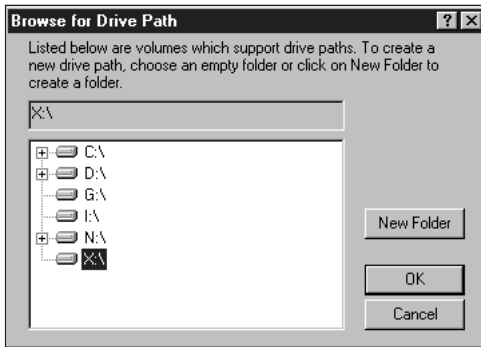 Browse for Drive Path
Listed below are volumes which support drive paths. To create a
new drive path, choose an empty folder or click on New Folder to
create a folder.
X:\
C:\
D:\
G:\
I:\
N:\
X:\
New Folder
OK
Cancel